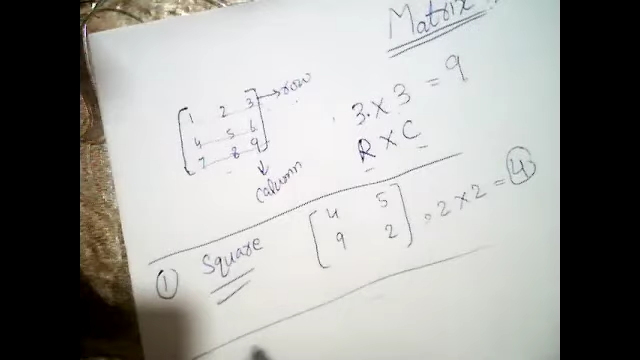 Matrix
1 2 3 → row
4 5 6
7 8 9
↓
column
3 × 3 = 9
R × C
① Square [4 5
9 2] , 2 × 2 = ④